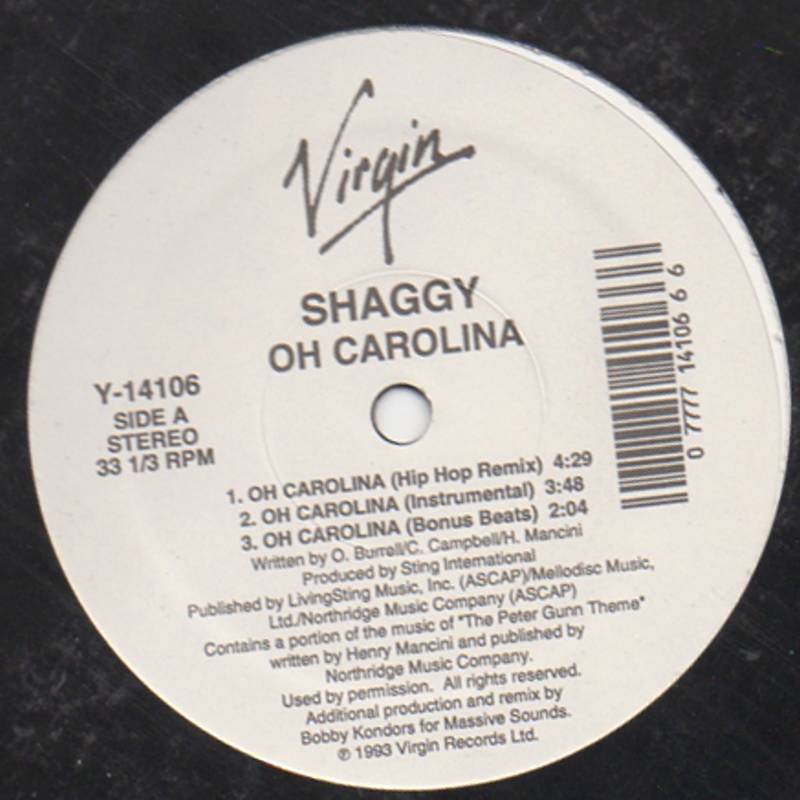 Virgin
SHAGGY
OH CAROLINA
Y-14106
SIDE A
STEREO
33 1/3 RPM
0 7777 14106 6 6
1. OH CAROLINA (Hip Hop Remix) 4:29
2. OH CAROLINA (Instrumental) 3:48
3. OH CAROLINA (Bonus Beats) 2:04
Written by O. Burrell/C. Campbell/H. Mancini
Produced by Sting International
Published by LivingSting Music, Inc. (ASCAP)/Mellodisc Music,
Ltd./Northridge Music Company (ASCAP)
Contains a portion of the music of "The Peter Gunn Theme"
written by Henry Mancini and published by
Northridge Music Company.
Used by permission. All rights reserved.
Additional production and remix by
Bobby Kondors for Massive Sounds.
℗ 1993 Virgin Records Ltd.